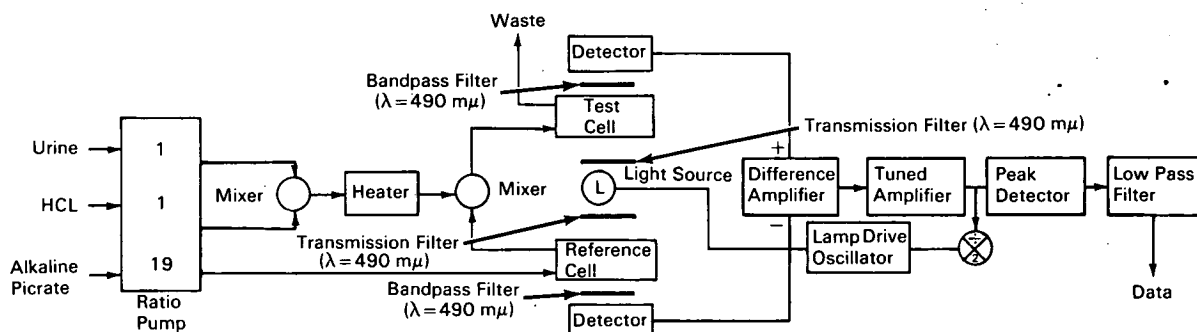 Waste
Detector
Bandpass Filter
(λ=490 mμ)
Test
Cell
Transmission Filter (λ=490 mμ)
Urine
1
HCL
1
Alkaline
Picrate
19
Ratio
Pump
Mixer
Heater
Mixer
Light Source
L
Transmission Filter
(λ=490 mμ)
Reference
Cell
Bandpass Filter
(λ=490 mμ)
Detector
+
Difference
Amplifier
−
Tuned
Amplifier
Peak
Detector
Low Pass
Filter
Lamp Drive
Oscillator
÷
2
Data